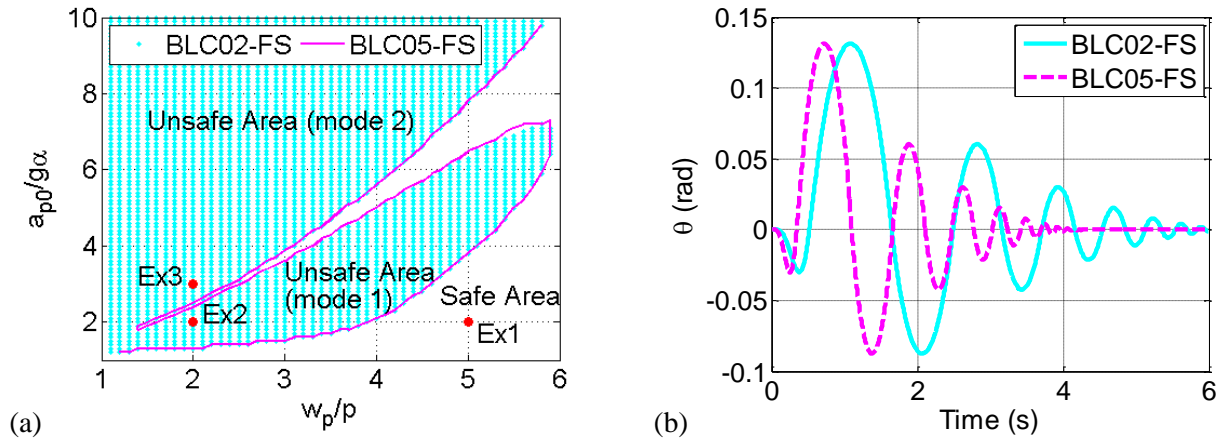 BLC02-FS BLC05-FS
10
8
6
4
2
a_p0/gα
Unsafe Area (mode 2)
Ex3
Ex2
Unsafe Area
(mode 1)
Safe Area
Ex1
1 2 3 4 5 6
w_p/p
(a)
0.15
0.1
0.05
0
-0.05
-0.1
θ (rad)
BLC02-FS
BLC05-FS
0 2 4 6
Time (s)
(b)